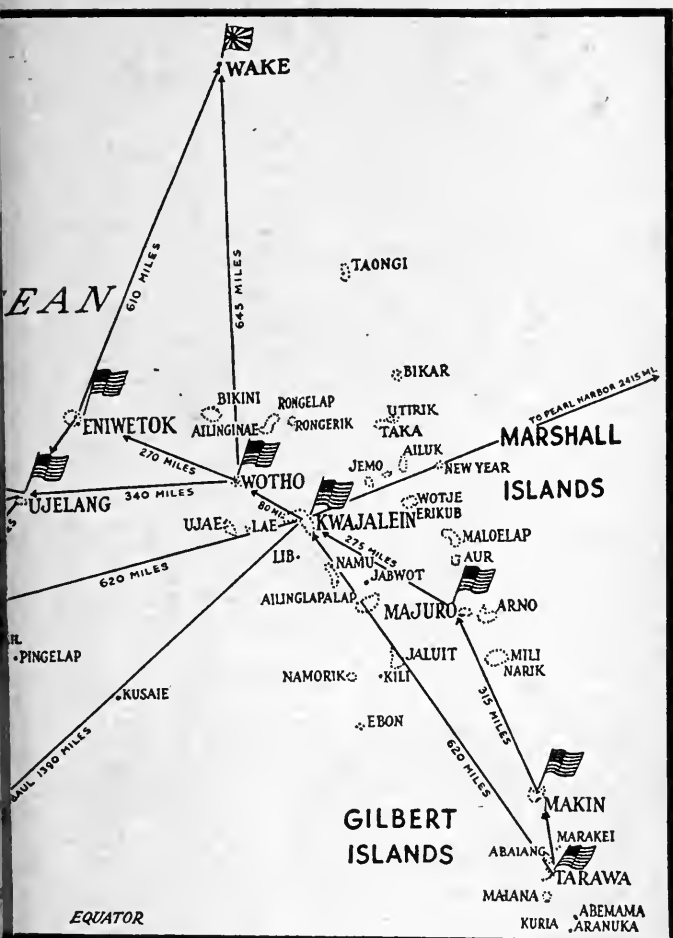 WAKE
610 MILES
645 MILES
TAONGI
EAN
BIKAR
TO PEARL HARBOR 2415 MI.
ENIWETOK
BIKINI
RONGELAP
AILINGINAE
RONGERIK
UTIRIK
TAKA
MARSHALL
AILUK
JEMO
NEW YEAR
270 MILES
WOTHO
ISLANDS
UJELANG
340 MILES
80 MI.
WOTJE
ERIKUB
KWAJALEIN
UJAE
LAE
MALOELAP
275 MILES
LIB
AUR
620 MILES
NAMU
JABWOT
AILINGLAPALAP
MAJURO
ARNO
PINGELAP
JALUIT
MILI
NARIK
NAMORIK
KILI
KUSAIE
315 MILES
EBON
BAUL 1390 MILES
620 MILES
MAKIN
GILBERT
ISLANDS
MARAKEI
ABAIANG
TARAWA
MAIANA
EQUATOR
ABEMAMA
KURIA
ARANUKA